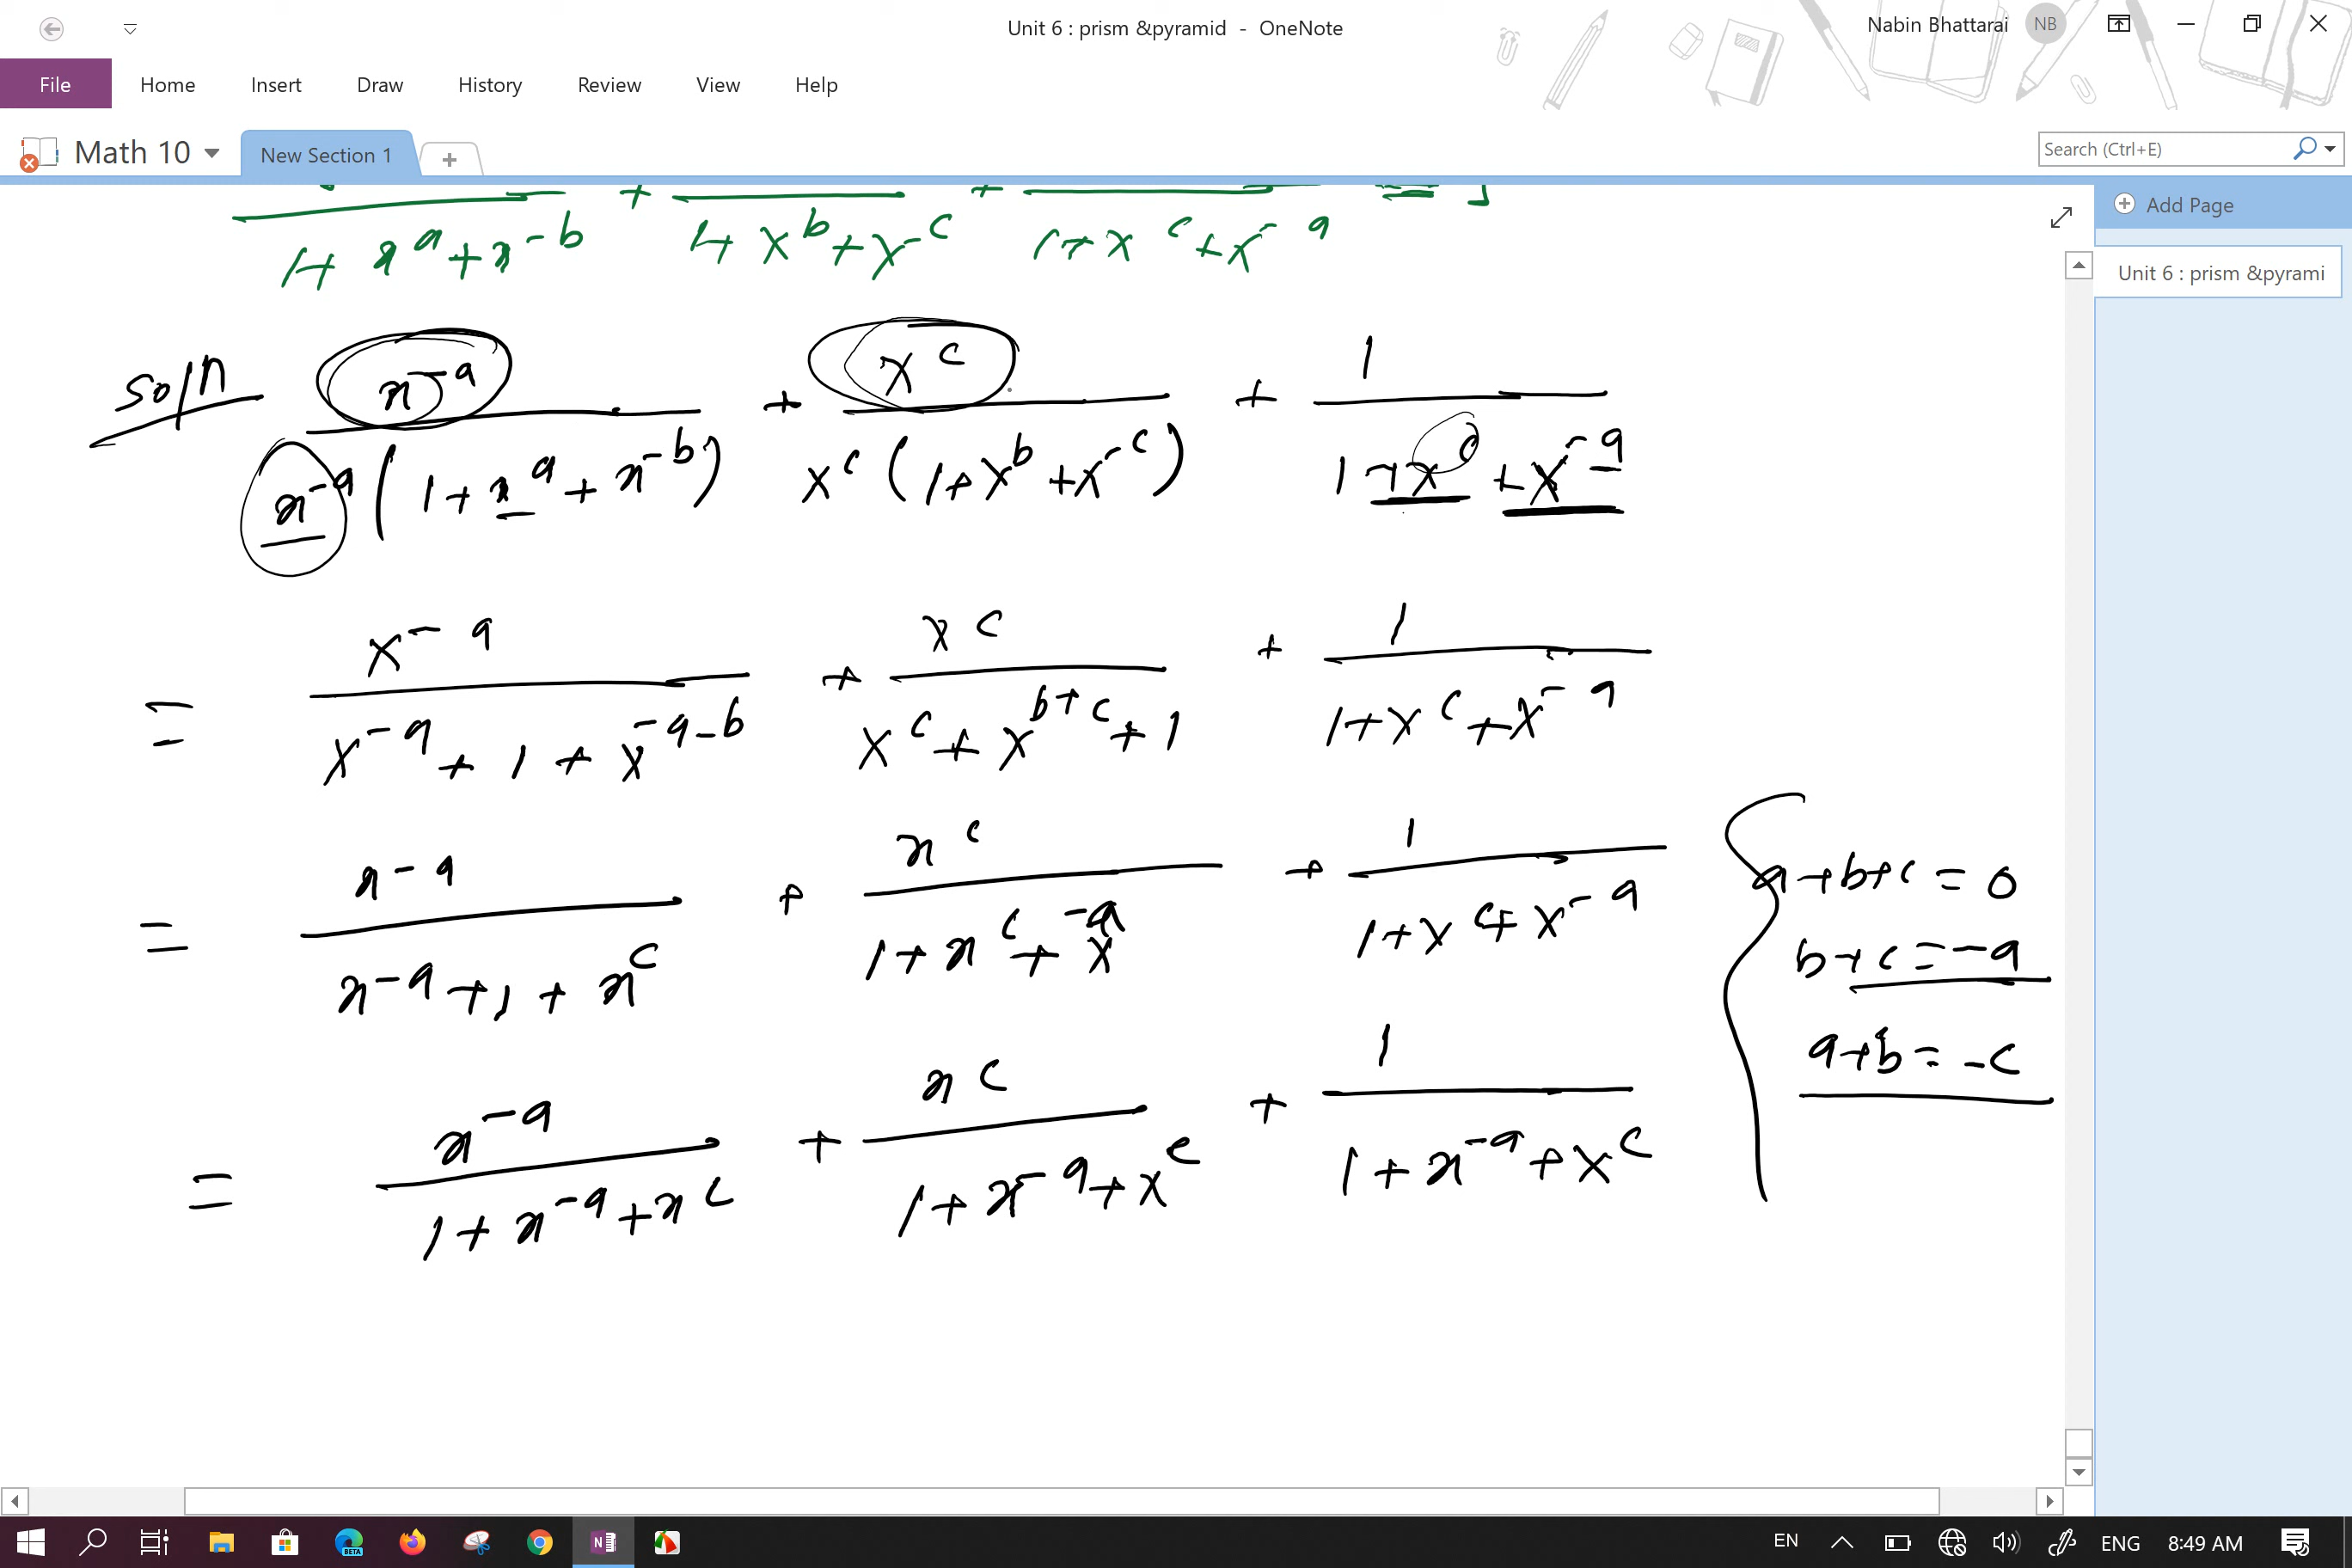 Unit 6 : prism &pyramid - OneNote
Nabin Bhattarai NB
File Home Insert Draw History Review View Help
Math 10 New Section 1 +
Search (Ctrl+E)
Add Page
Unit 6 : prism &pyrami
+ + =
1+x^a+x^-b 1+x^b+x^-c 1+x^c+x^-a
soln x^-a / x^-a(1+x^a+x^-b) + x^c / x^c(1+x^b+x^-c) + 1 / 1+x^c+x^-a
= x^-a / x^-a+1+x^-a-b + x^c / x^c+x^b+c+1 + 1 / 1+x^c+x^-a
= x^-a / x^-a+1+x^c + x^c / 1+x^c+x^-a + 1 / 1+x^c+x^-a
a+b+c=0
b+c=-a
a+b=-c
= x^-a / 1+x^-a+x^c + x^c / 1+x^-a+x^c + 1 / 1+x^-a+x^c
BETA
N
EN ENG 8:49 AM